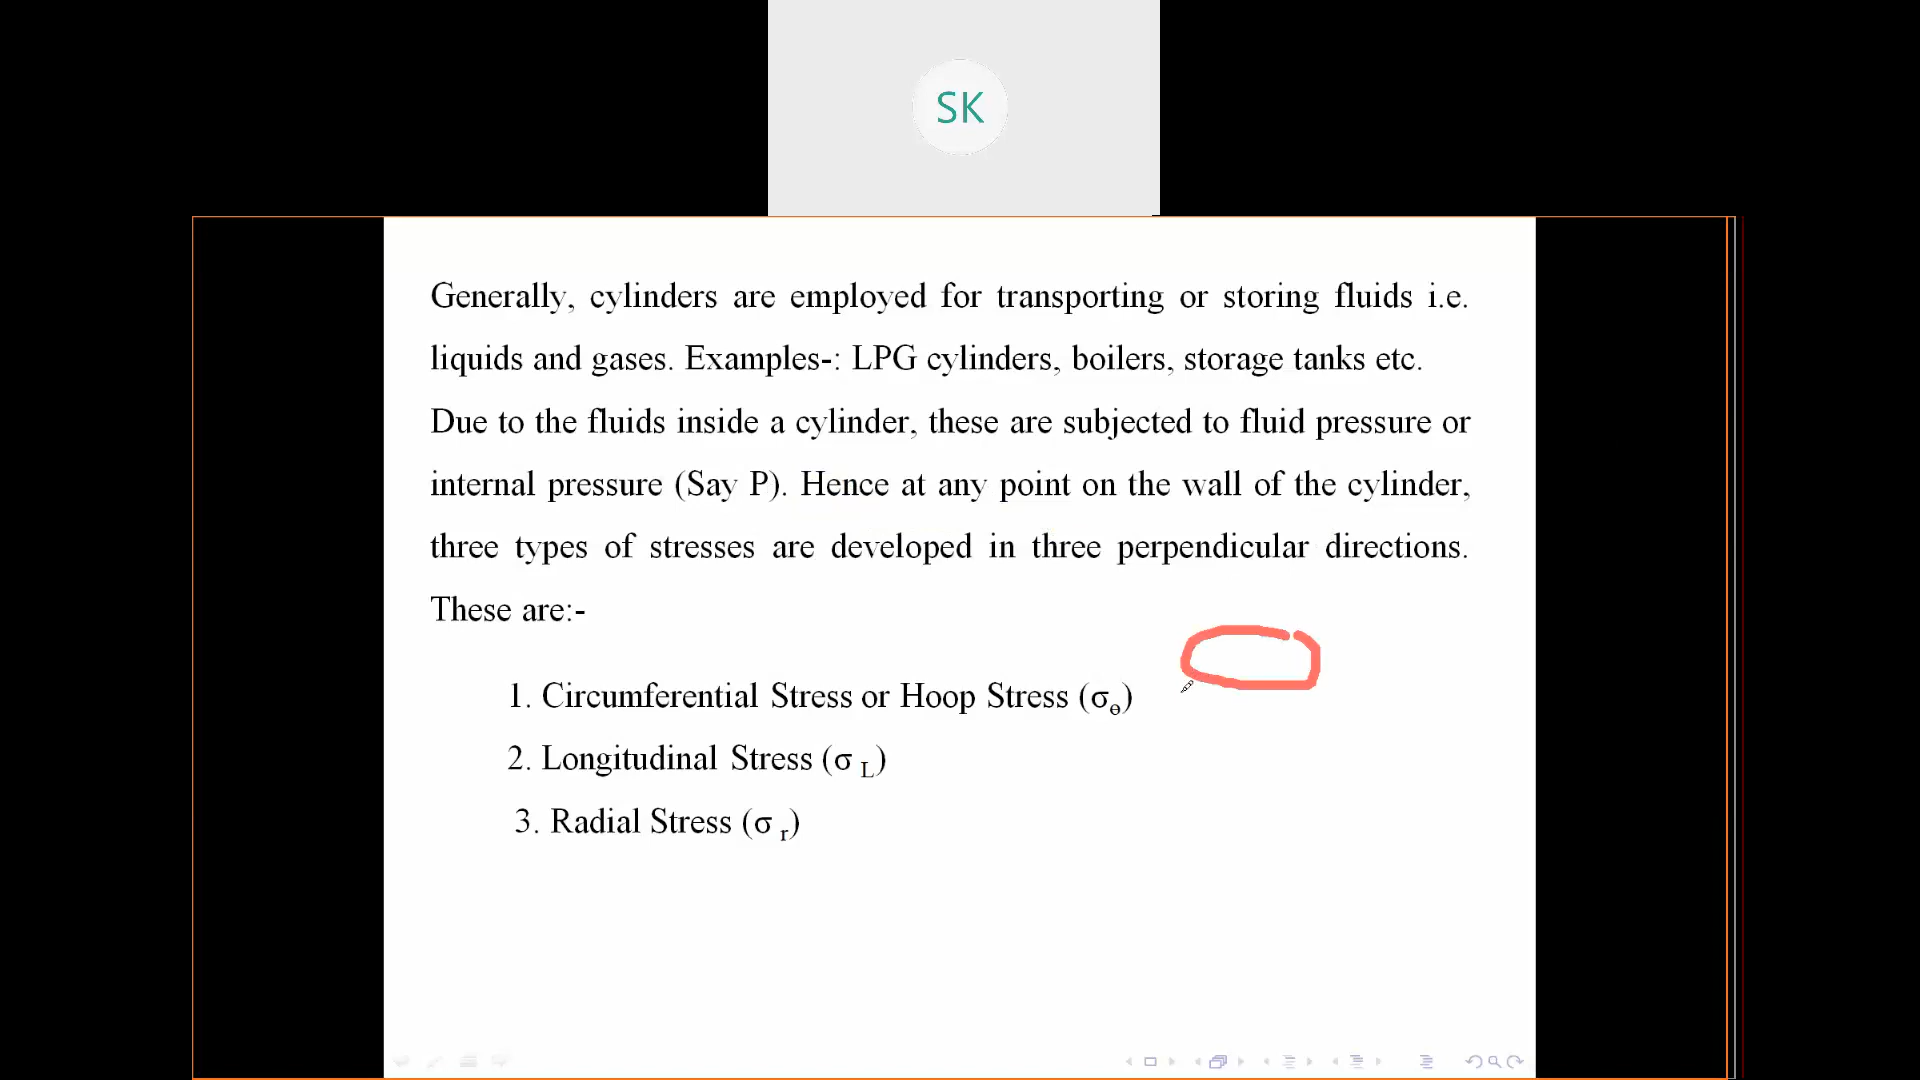 SK
Generally, cylinders are employed for transporting or storing fluids i.e.
liquids and gases. Examples-: LPG cylinders, boilers, storage tanks etc.
Due to the fluids inside a cylinder, these are subjected to fluid pressure or
internal pressure (Say P). Hence at any point on the wall of the cylinder,
three types of stresses are developed in three perpendicular directions.
These are:-
1. Circumferential Stress or Hoop Stress (σₑ)
2. Longitudinal Stress (σ L)
3. Radial Stress (σ r)